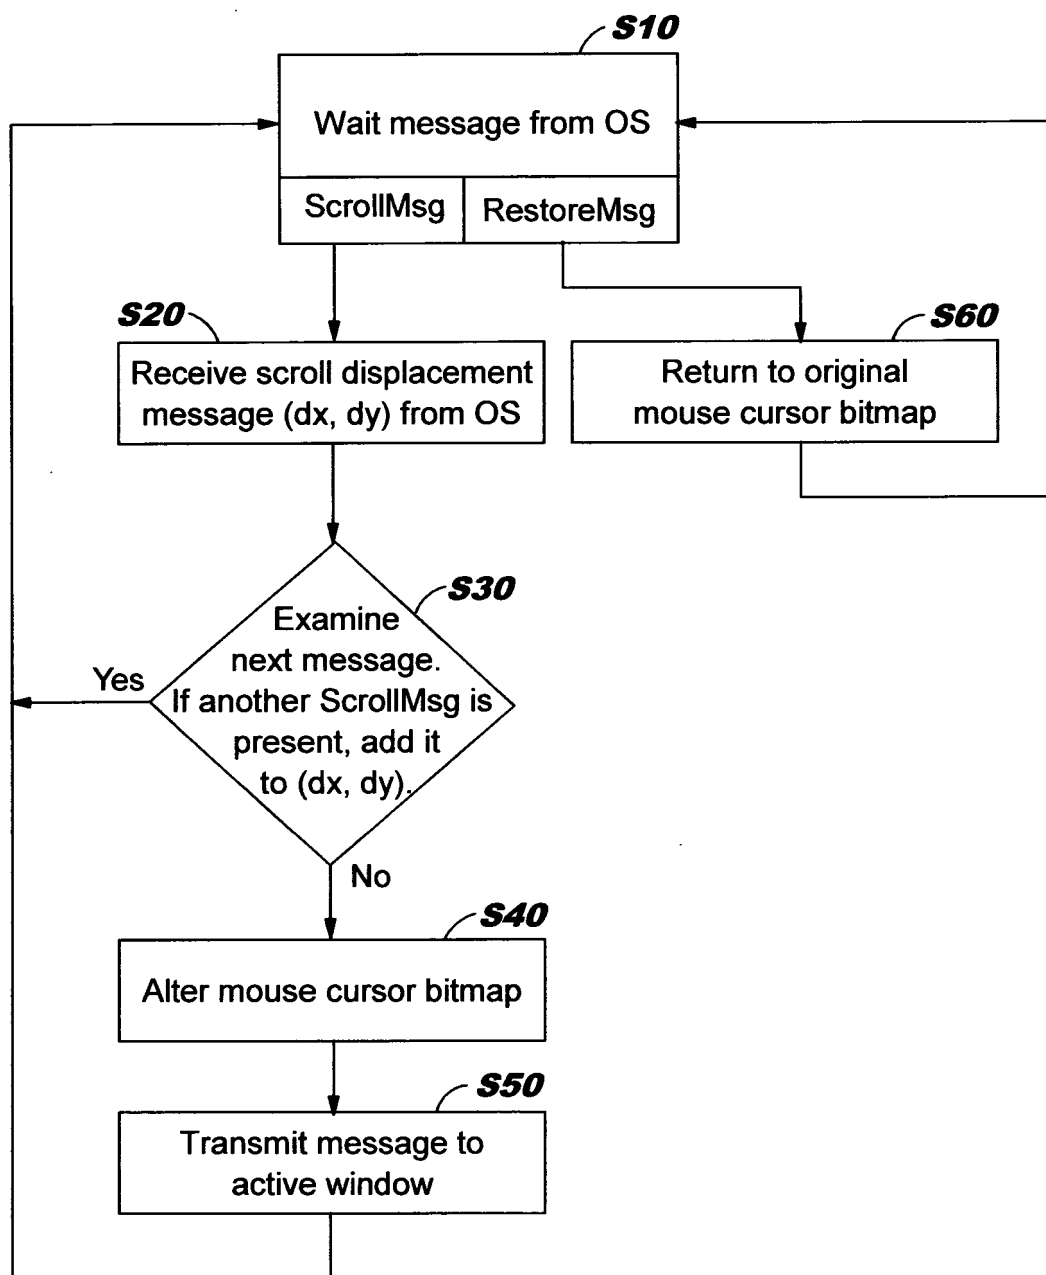 S10
Wait message from OS
ScrollMsg
RestoreMsg
S20
Receive scroll displacement
message (dx, dy) from OS
S60
Return to original
mouse cursor bitmap
S30
Examine
next message.
If another ScrollMsg is
present, add it
to (dx, dy).
Yes
No
S40
Alter mouse cursor bitmap
S50
Transmit message to
active window